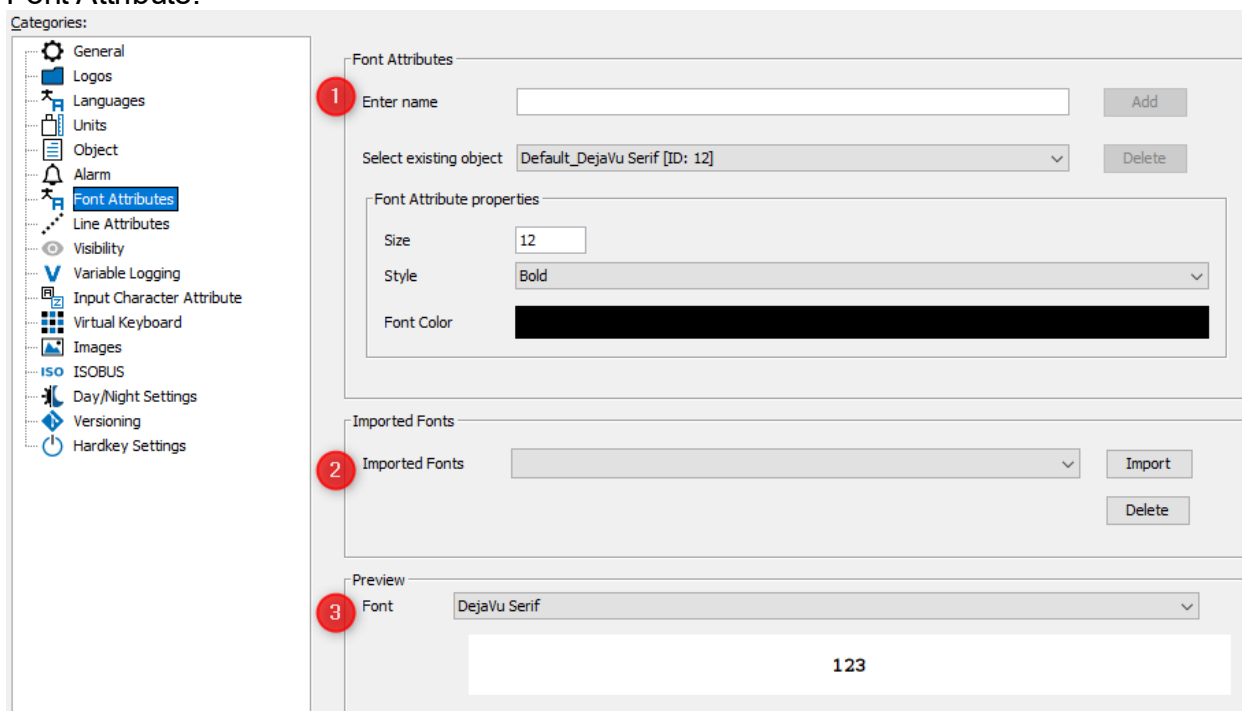 Font Attribute.
Categories:
General
Logos
Languages
Units
Object
Alarm
Font Attributes
Line Attributes
Visibility
Variable Logging
Input Character Attribute
Virtual Keyboard
Images
ISO ISOBUS
Day/Night Settings
Versioning
Hardkey Settings
Font Attributes
1 Enter name Add
Select existing object Default_DejaVu Serif [ID: 12] Delete
Font Attribute properties
Size 12
Style Bold
Font Color
Imported Fonts
2 Imported Fonts Import
Delete
Preview
3 Font DejaVu Serif
123